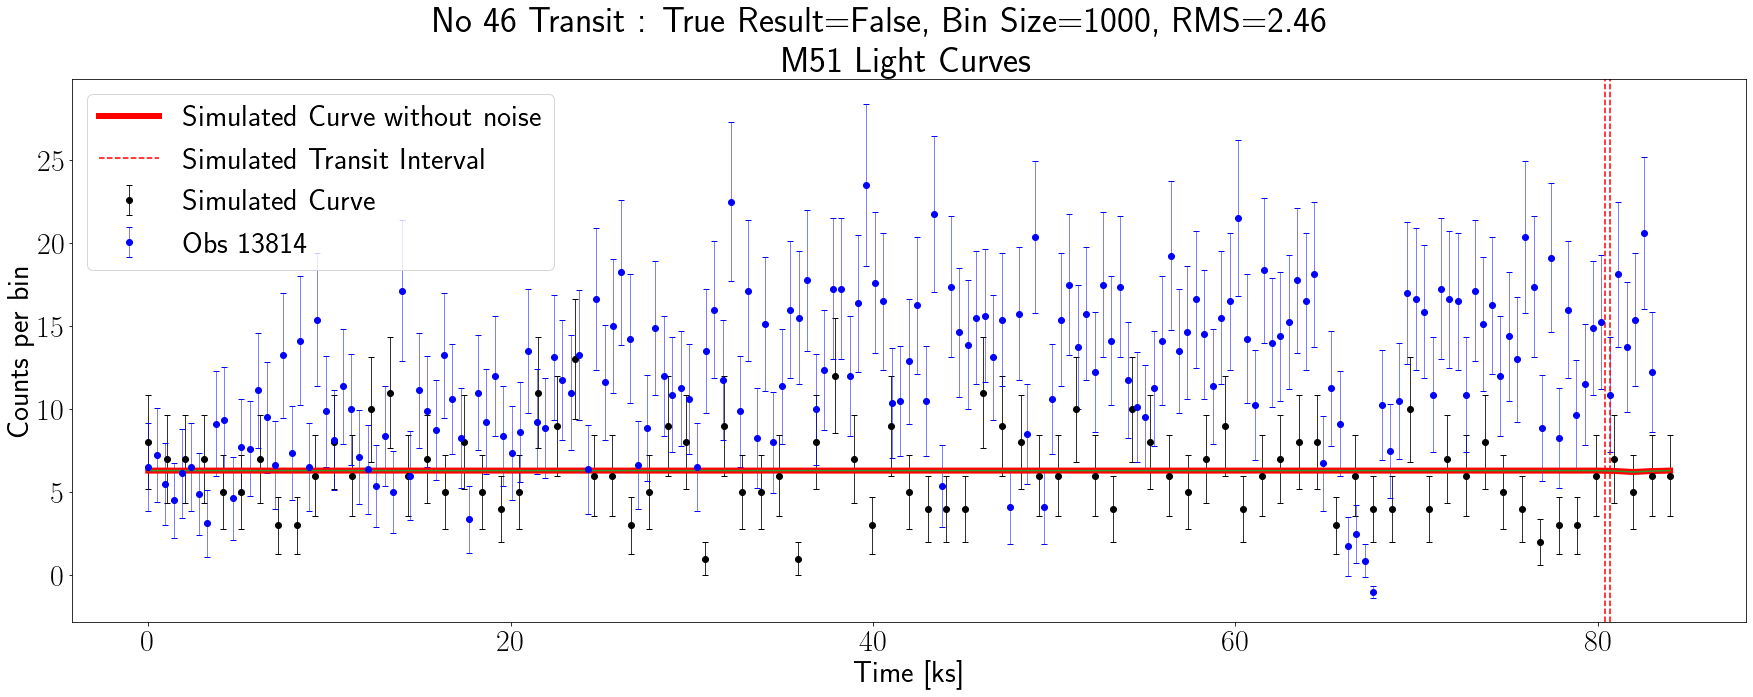 No 46 Transit : True Result=False, Bin Size=1000, RMS=2.46
M51 Light Curves
Simulated Curve without noise
Simulated Transit Interval
Simulated Curve
Obs 13814
Counts per bin
25
20
15
10
5
0
0 20 40 60 80
Time [ks]